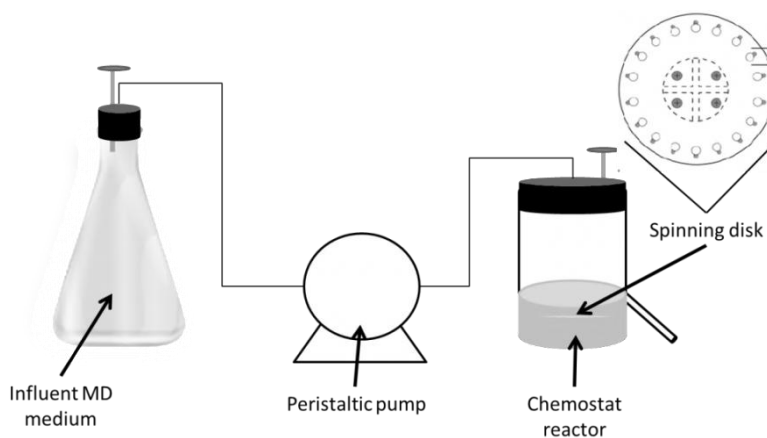 Spinning disk
Influent MD
medium
Peristaltic pump
Chemostat
reactor